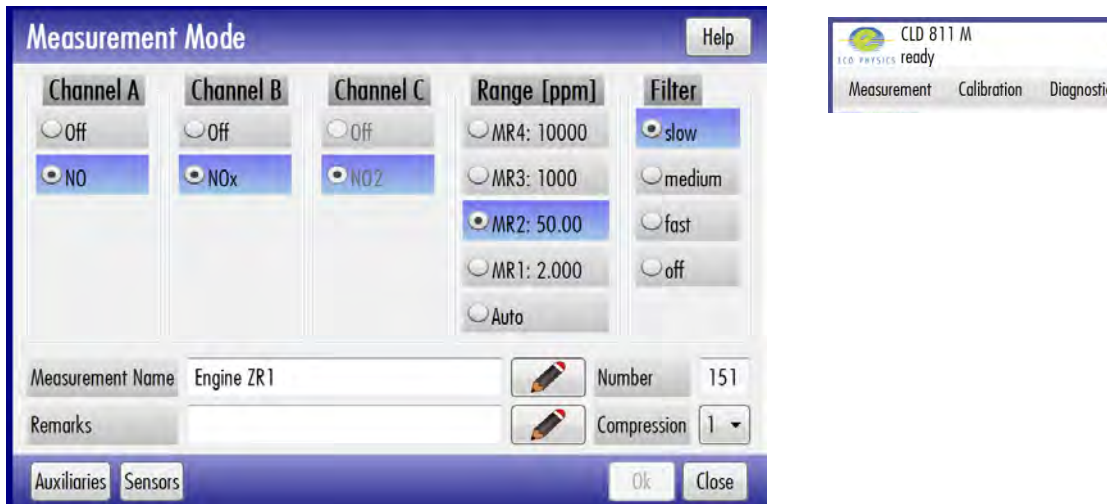 Measurement Mode Help
Channel A Channel B Channel C Range [ppm] Filter
Off Off Off MR4: 10000 slow
NO NOx NO2 MR3: 1000 medium
MR2: 50.00 fast
MR1: 2.000 off
Auto
Measurement Name Engine ZR1 Number 151
Remarks Compression 1
Auxiliaries Sensors Ok Close
CLD 811 M
ECO PHYSICS ready
Measurement Calibration Diagnosti